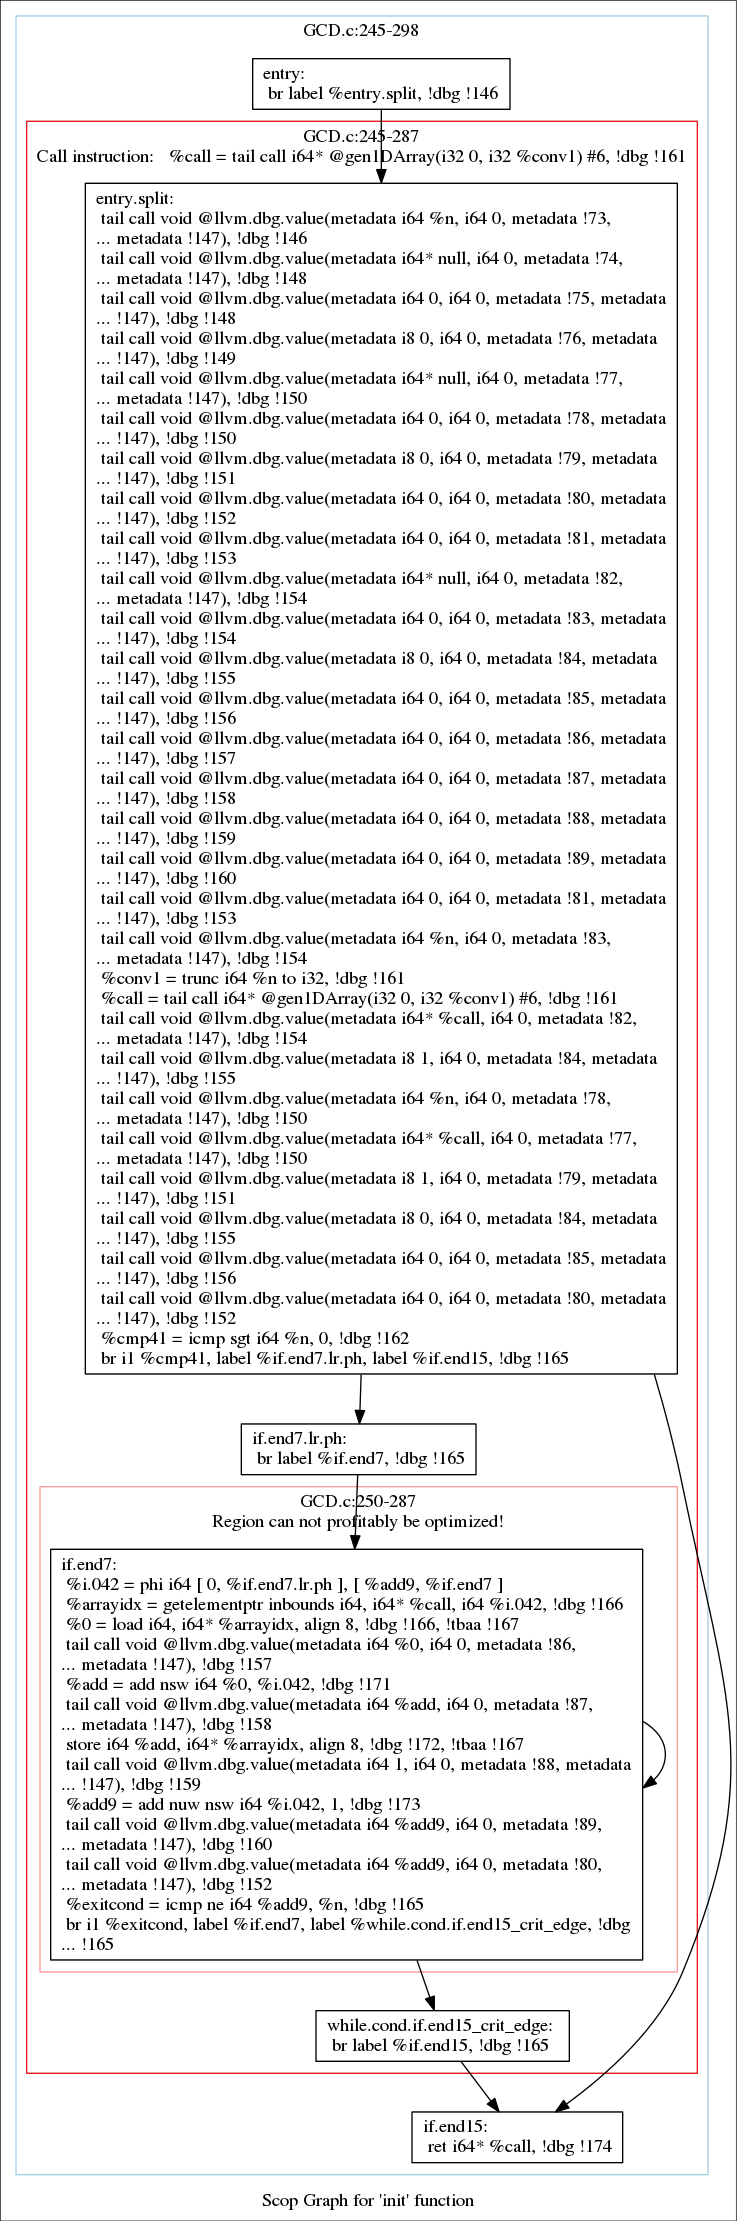 GCD.c:245-298
entry:
br label %entry.split, !dbg !146
GCD.c:245-287
Call instruction: %call = tail call i64* @gen1DArray(i32 0, i32 %conv1) #6, !dbg !161
entry.split:
tail call void @llvm.dbg.value(metadata i64 %n, i64 0, metadata !73,
... metadata !147), !dbg !146
tail call void @llvm.dbg.value(metadata i64* null, i64 0, metadata !74,
... metadata !147), !dbg !148
tail call void @llvm.dbg.value(metadata i64 0, i64 0, metadata !75, metadata
... !147), !dbg !148
tail call void @llvm.dbg.value(metadata i8 0, i64 0, metadata !76, metadata
... !147), !dbg !149
tail call void @llvm.dbg.value(metadata i64* null, i64 0, metadata !77,
... metadata !147), !dbg !150
tail call void @llvm.dbg.value(metadata i64 0, i64 0, metadata !78, metadata
... !147), !dbg !150
tail call void @llvm.dbg.value(metadata i8 0, i64 0, metadata !79, metadata
... !147), !dbg !151
tail call void @llvm.dbg.value(metadata i64 0, i64 0, metadata !80, metadata
... !147), !dbg !152
tail call void @llvm.dbg.value(metadata i64 0, i64 0, metadata !81, metadata
... !147), !dbg !153
tail call void @llvm.dbg.value(metadata i64* null, i64 0, metadata !82,
... metadata !147), !dbg !154
tail call void @llvm.dbg.value(metadata i64 0, i64 0, metadata !83, metadata
... !147), !dbg !154
tail call void @llvm.dbg.value(metadata i8 0, i64 0, metadata !84, metadata
... !147), !dbg !155
tail call void @llvm.dbg.value(metadata i64 0, i64 0, metadata !85, metadata
... !147), !dbg !156
tail call void @llvm.dbg.value(metadata i64 0, i64 0, metadata !86, metadata
... !147), !dbg !157
tail call void @llvm.dbg.value(metadata i64 0, i64 0, metadata !87, metadata
... !147), !dbg !158
tail call void @llvm.dbg.value(metadata i64 0, i64 0, metadata !88, metadata
... !147), !dbg !159
tail call void @llvm.dbg.value(metadata i64 0, i64 0, metadata !89, metadata
... !147), !dbg !160
tail call void @llvm.dbg.value(metadata i64 0, i64 0, metadata !81, metadata
... !147), !dbg !153
tail call void @llvm.dbg.value(metadata i64 %n, i64 0, metadata !83,
... metadata !147), !dbg !154
%conv1 = trunc i64 %n to i32, !dbg !161
%call = tail call i64* @gen1DArray(i32 0, i32 %conv1) #6, !dbg !161
tail call void @llvm.dbg.value(metadata i64* %call, i64 0, metadata !82,
... metadata !147), !dbg !154
tail call void @llvm.dbg.value(metadata i8 1, i64 0, metadata !84, metadata
... !147), !dbg !155
tail call void @llvm.dbg.value(metadata i64 %n, i64 0, metadata !78,
... metadata !147), !dbg !150
tail call void @llvm.dbg.value(metadata i64* %call, i64 0, metadata !77,
... metadata !147), !dbg !150
tail call void @llvm.dbg.value(metadata i8 1, i64 0, metadata !79, metadata
... !147), !dbg !151
tail call void @llvm.dbg.value(metadata i8 0, i64 0, metadata !84, metadata
... !147), !dbg !155
tail call void @llvm.dbg.value(metadata i64 0, i64 0, metadata !85, metadata
... !147), !dbg !156
tail call void @llvm.dbg.value(metadata i64 0, i64 0, metadata !80, metadata
... !147), !dbg !152
%cmp41 = icmp sgt i64 %n, 0, !dbg !162
br i1 %cmp41, label %if.end7.lr.ph, label %if.end15, !dbg !165
if.end7.lr.ph:
br label %if.end7, !dbg !165
GCD.c:250-287
Region can not profitably be optimized!
if.end7:
%i.042 = phi i64 [ 0, %if.end7.lr.ph ], [ %add9, %if.end7 ]
%arrayidx = getelementptr inbounds i64, i64* %call, i64 %i.042, !dbg !166
%0 = load i64, i64* %arrayidx, align 8, !dbg !166, !tbaa !167
tail call void @llvm.dbg.value(metadata i64 %0, i64 0, metadata !86,
... metadata !147), !dbg !157
%add = add nsw i64 %0, %i.042, !dbg !171
tail call void @llvm.dbg.value(metadata i64 %add, i64 0, metadata !87,
... metadata !147), !dbg !158
store i64 %add, i64* %arrayidx, align 8, !dbg !172, !tbaa !167
tail call void @llvm.dbg.value(metadata i64 1, i64 0, metadata !88, metadata
... !147), !dbg !159
%add9 = add nuw nsw i64 %i.042, 1, !dbg !173
tail call void @llvm.dbg.value(metadata i64 %add9, i64 0, metadata !89,
... metadata !147), !dbg !160
tail call void @llvm.dbg.value(metadata i64 %add9, i64 0, metadata !80,
... metadata !147), !dbg !152
%exitcond = icmp ne i64 %add9, %n, !dbg !165
br i1 %exitcond, label %if.end7, label %while.cond.if.end15_crit_edge, !dbg
... !165
while.cond.if.end15_crit_edge:
br label %if.end15, !dbg !165
if.end15:
ret i64* %call, !dbg !174
Scop Graph for 'init' function